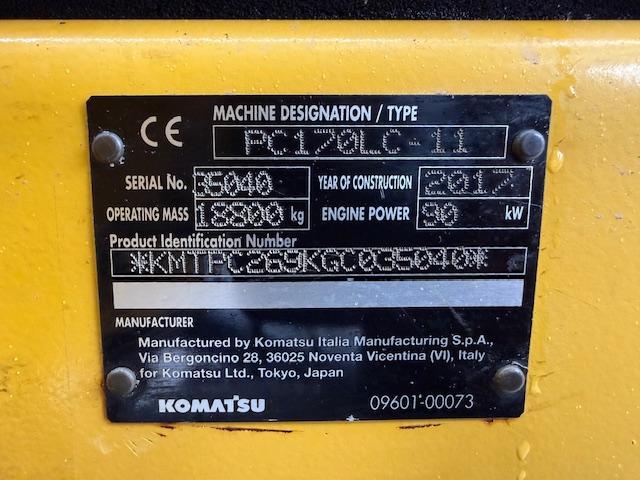 CE
MACHINE DESIGNATION / TYPE
PC170LC-11
SERIAL No. 35040 YEAR OF CONSTRUCTION 2017
OPERATING MASS 18800 kg ENGINE POWER 90 kW
Product Identification Number
*KMTPC269KGC035040*
MANUFACTURER
Manufactured by Komatsu Italia Manufacturing S.p.A.,
Via Bergoncino 28, 36025 Noventa Vicentina (VI), Italy
for Komatsu Ltd., Tokyo, Japan
KOMATSU 09601-00073